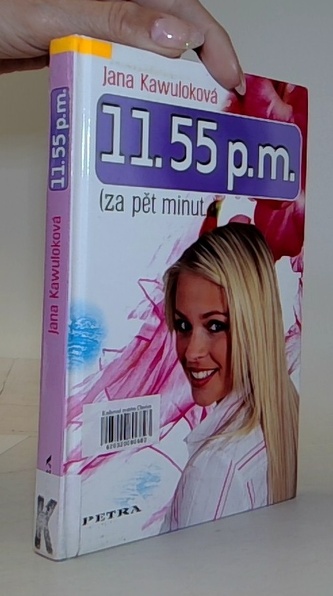 Jana Kawuloková
11.55 p.m.
(za pět minut
PETRA
Jana Kawuloková
11.55 p.m.
K